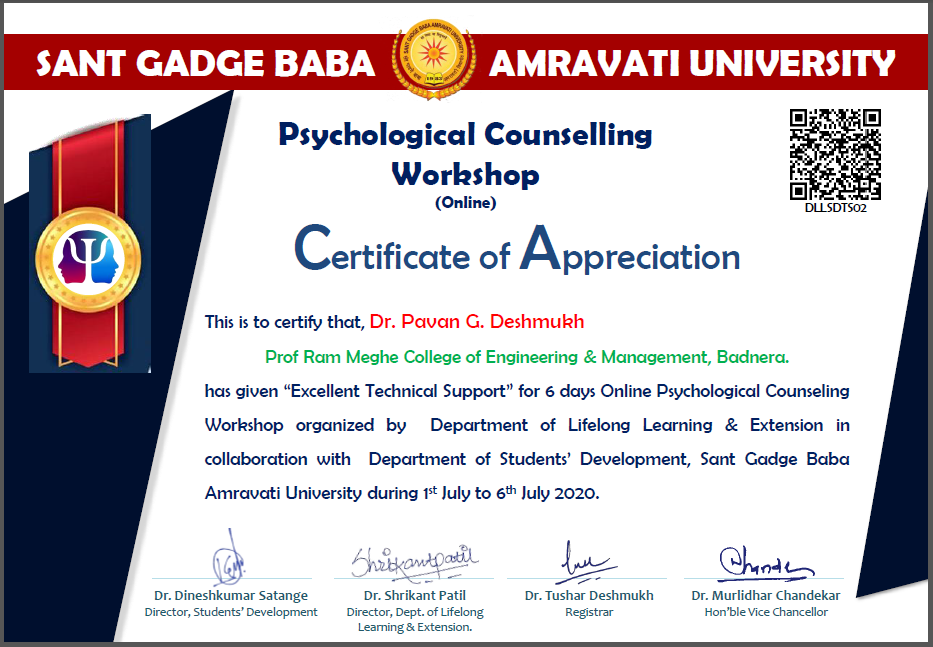 SANT GADGE BABA AMRAVATI UNIVERSITY
Psychological Counselling
Workshop
(Online)
DLLSDTS02
Certificate of Appreciation
This is to certify that, Dr. Pavan G. Deshmukh
Prof Ram Meghe College of Engineering & Management, Badnera.
has given “Excellent Technical Support” for 6 days Online Psychological Counseling
Workshop organized by Department of Lifelong Learning & Extension in
collaboration with Department of Students’ Development, Sant Gadge Baba
Amravati University during 1st July to 6th July 2020.
Shrikantpatil
Dr. Dineshkumar Satange
Director, Students’ Development
Dr. Shrikant Patil
Director, Dept. of Lifelong
Learning & Extension.
Dr. Tushar Deshmukh
Registrar
Dr. Murlidhar Chandekar
Hon’ble Vice Chancellor